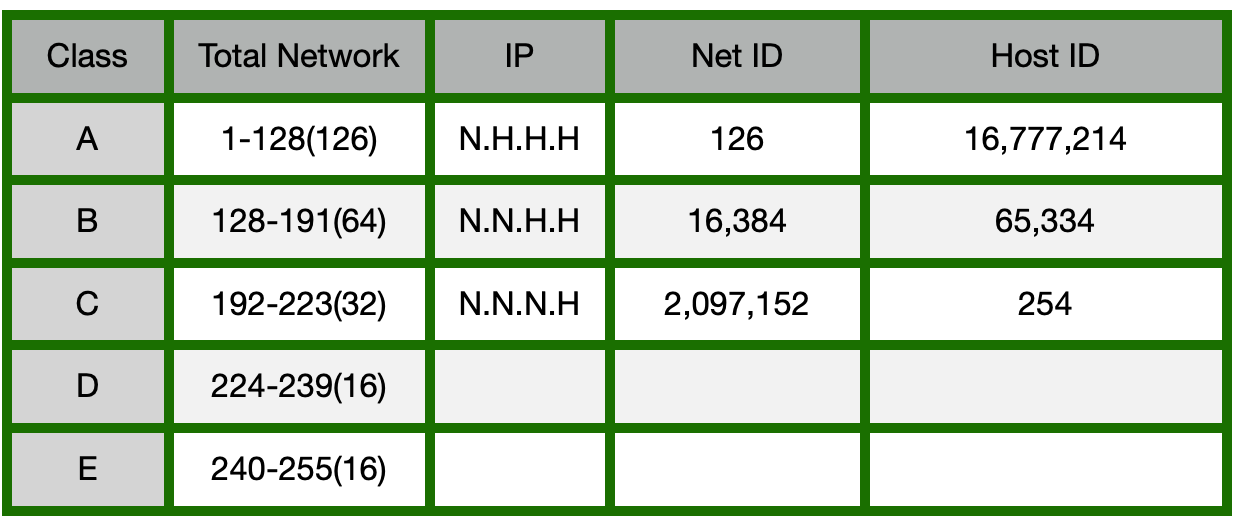 Class Total Network IP Net ID Host ID
A 1-128(126) N.H.H.H 126 16,777,214
B 128-191(64) N.N.H.H 16,384 65,334
C 192-223(32) N.N.N.H 2,097,152 254
D 224-239(16)
E 240-255(16)